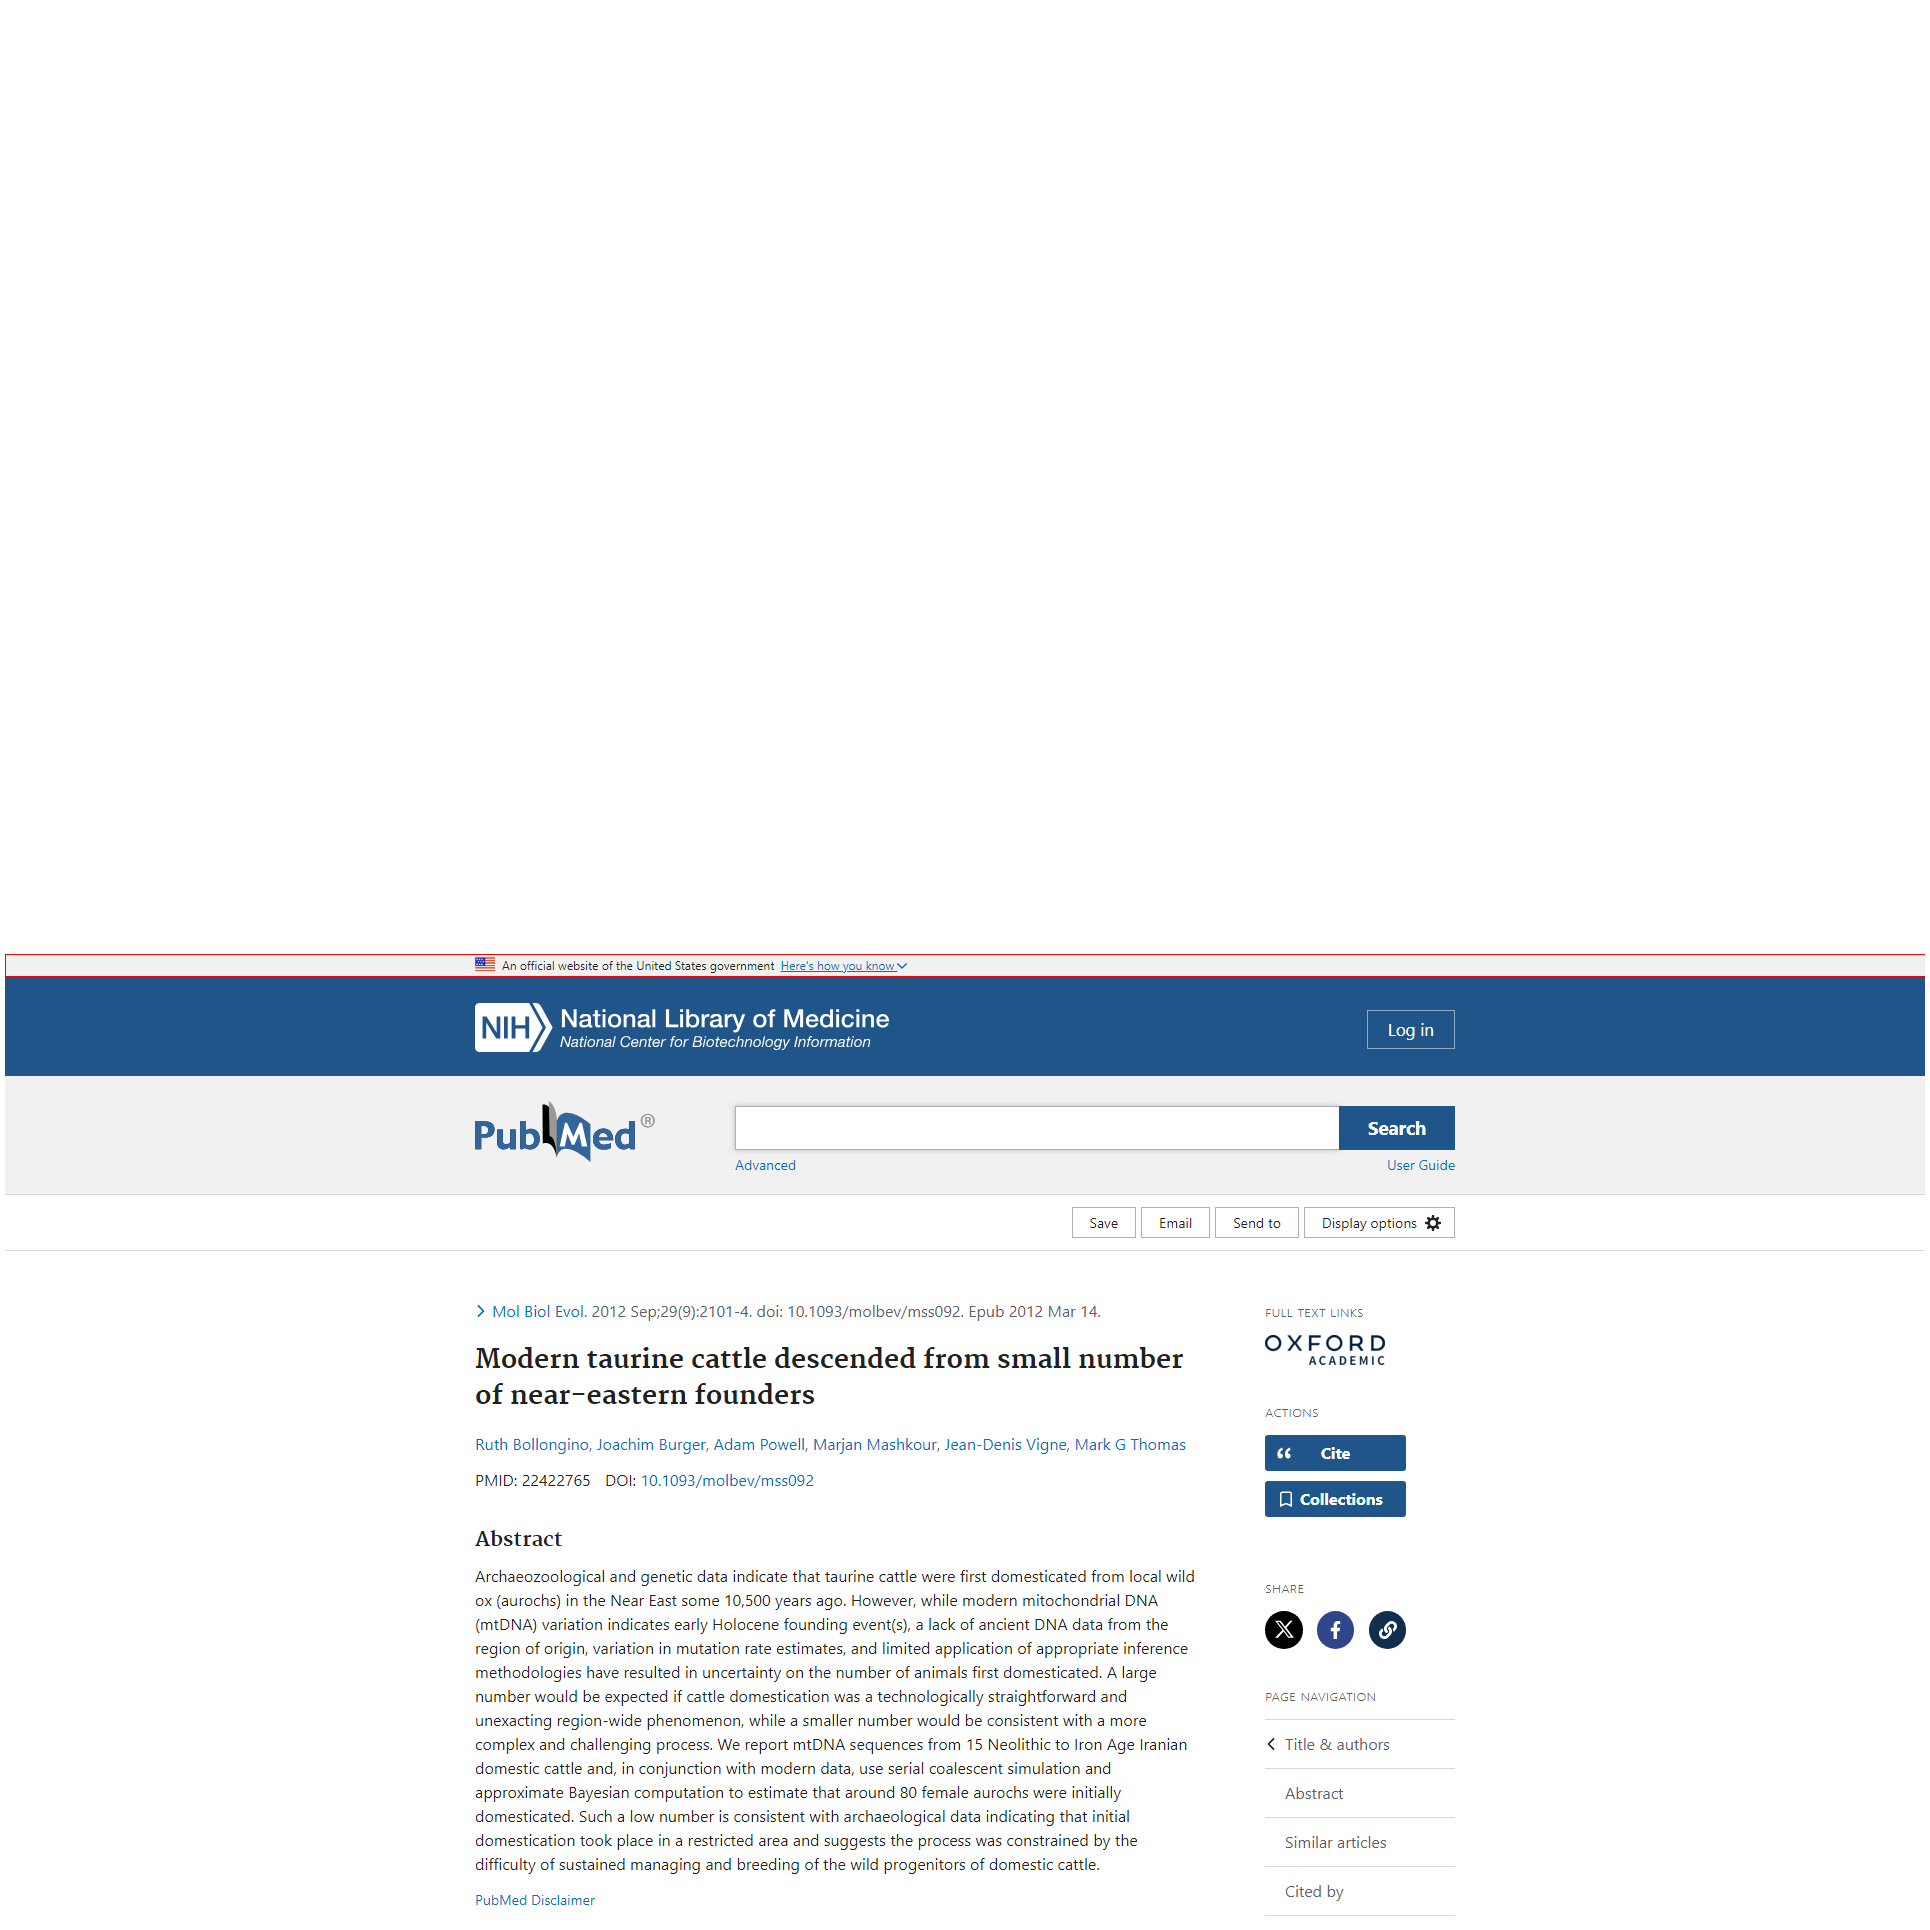 An official website of the United States government Here's how you know
NIH National Library of Medicine
National Center for Biotechnology Information
Log in
PubMed®
Search
Advanced
User Guide
Save
Email
Send to
Display options
Mol Biol Evol. 2012 Sep;29(9):2101-4. doi: 10.1093/molbev/mss092. Epub 2012 Mar 14.
Modern taurine cattle descended from small number
of near-eastern founders
Ruth Bollongino, Joachim Burger, Adam Powell, Marjan Mashkour, Jean-Denis Vigne, Mark G Thomas
PMID: 22422765 DOI: 10.1093/molbev/mss092
Abstract
Archaeozoological and genetic data indicate that taurine cattle were first domesticated from local wild
ox (aurochs) in the Near East some 10,500 years ago. However, while modern mitochondrial DNA
(mtDNA) variation indicates early Holocene founding event(s), a lack of ancient DNA data from the
region of origin, variation in mutation rate estimates, and limited application of appropriate inference
methodologies have resulted in uncertainty on the number of animals first domesticated. A large
number would be expected if cattle domestication was a technologically straightforward and
unexacting region-wide phenomenon, while a smaller number would be consistent with a more
complex and challenging process. We report mtDNA sequences from 15 Neolithic to Iron Age Iranian
domestic cattle and, in conjunction with modern data, use serial coalescent simulation and
approximate Bayesian computation to estimate that around 80 female aurochs were initially
domesticated. Such a low number is consistent with archaeological data indicating that initial
domestication took place in a restricted area and suggests the process was constrained by the
difficulty of sustained managing and breeding of the wild progenitors of domestic cattle.
PubMed Disclaimer
FULL TEXT LINKS
OXFORD
ACADEMIC
ACTIONS
Cite
Collections
SHARE
PAGE NAVIGATION
Title & authors
Abstract
Similar articles
Cited by